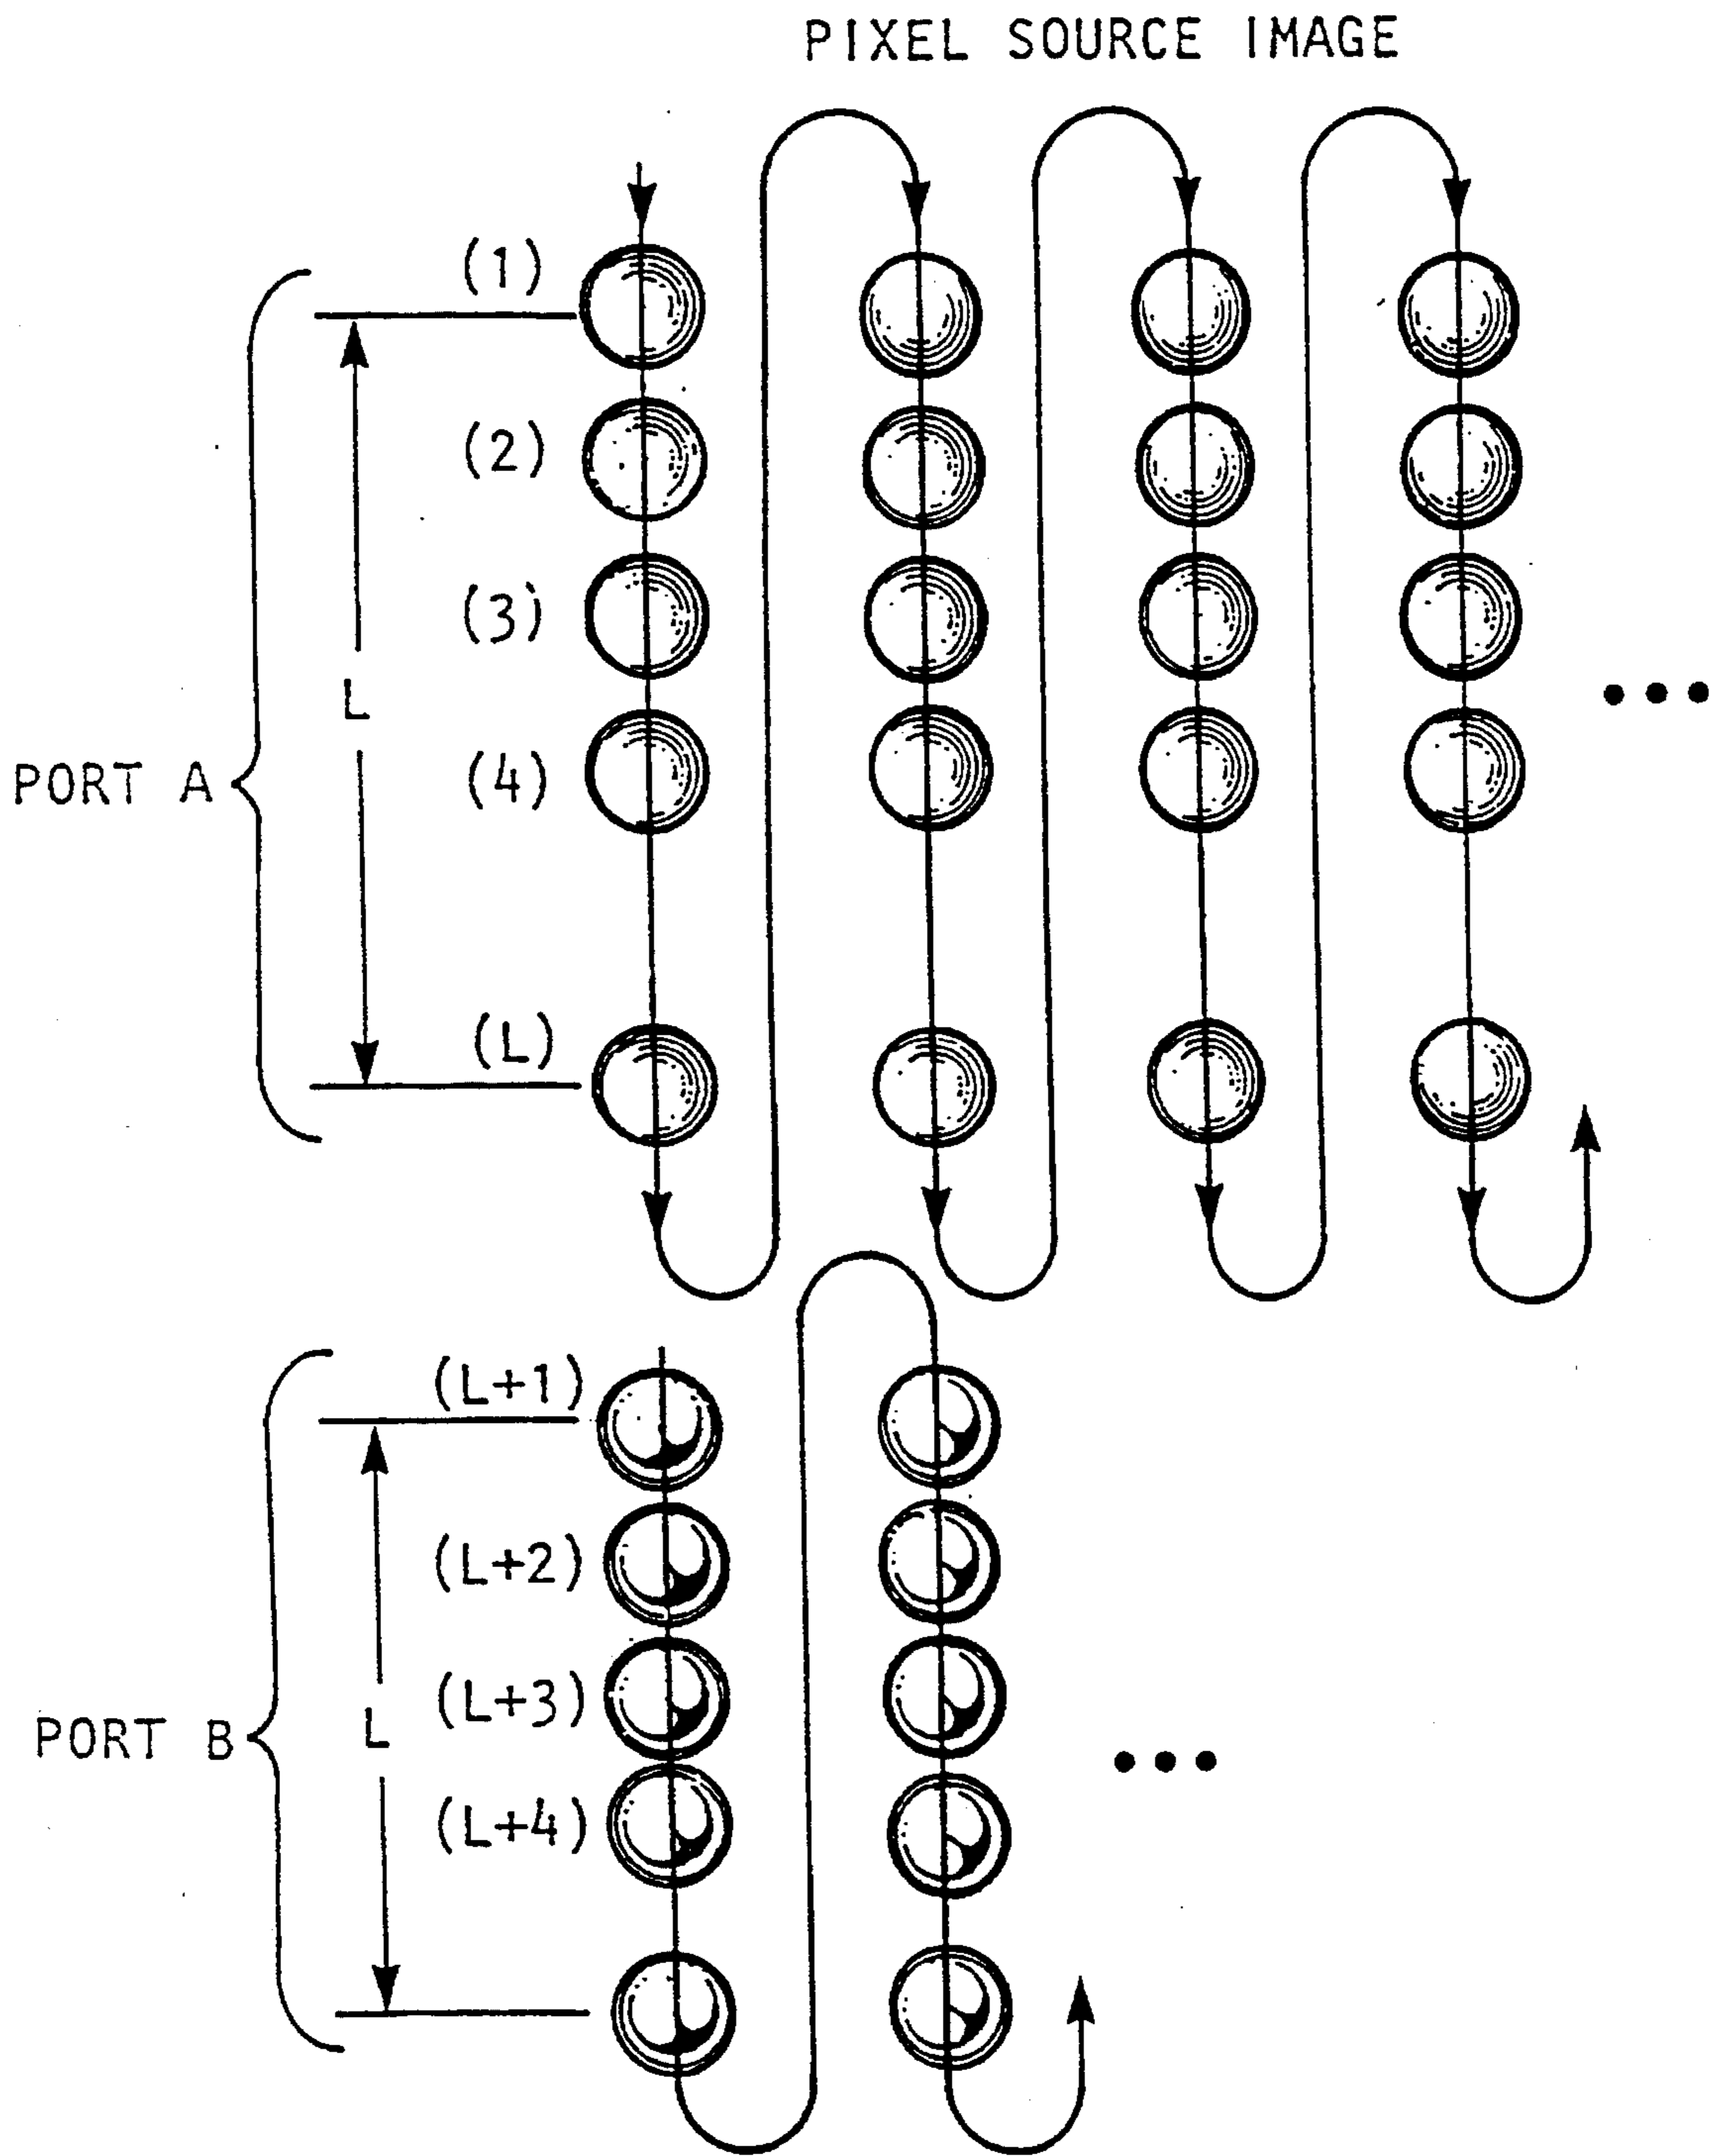 PIXEL SOURCE IMAGE
(1)
(2)
(3)
L
PORT A
(4)
(L)
(L+1)
(L+2)
(L+3)
L
PORT B
(L+4)